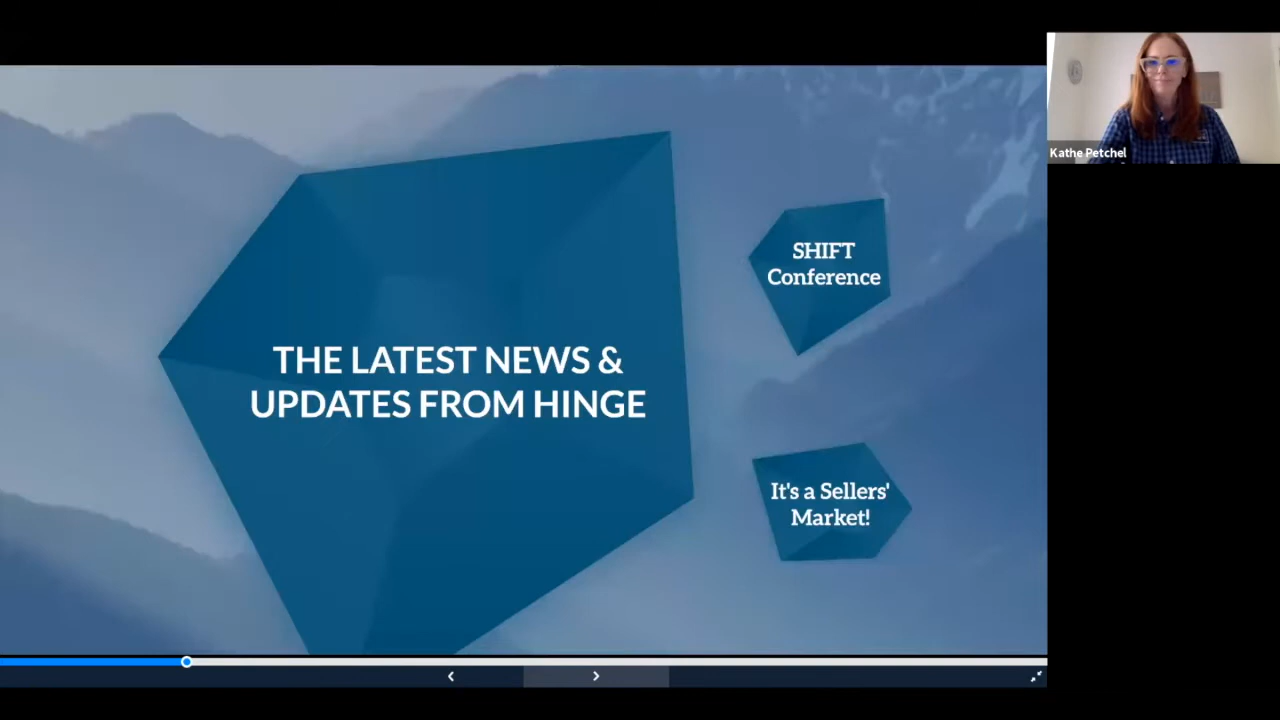 THE LATEST NEWS &
UPDATES FROM HINGE
SHIFT
Conference
It's a Sellers'
Market!
Kathe Petchel